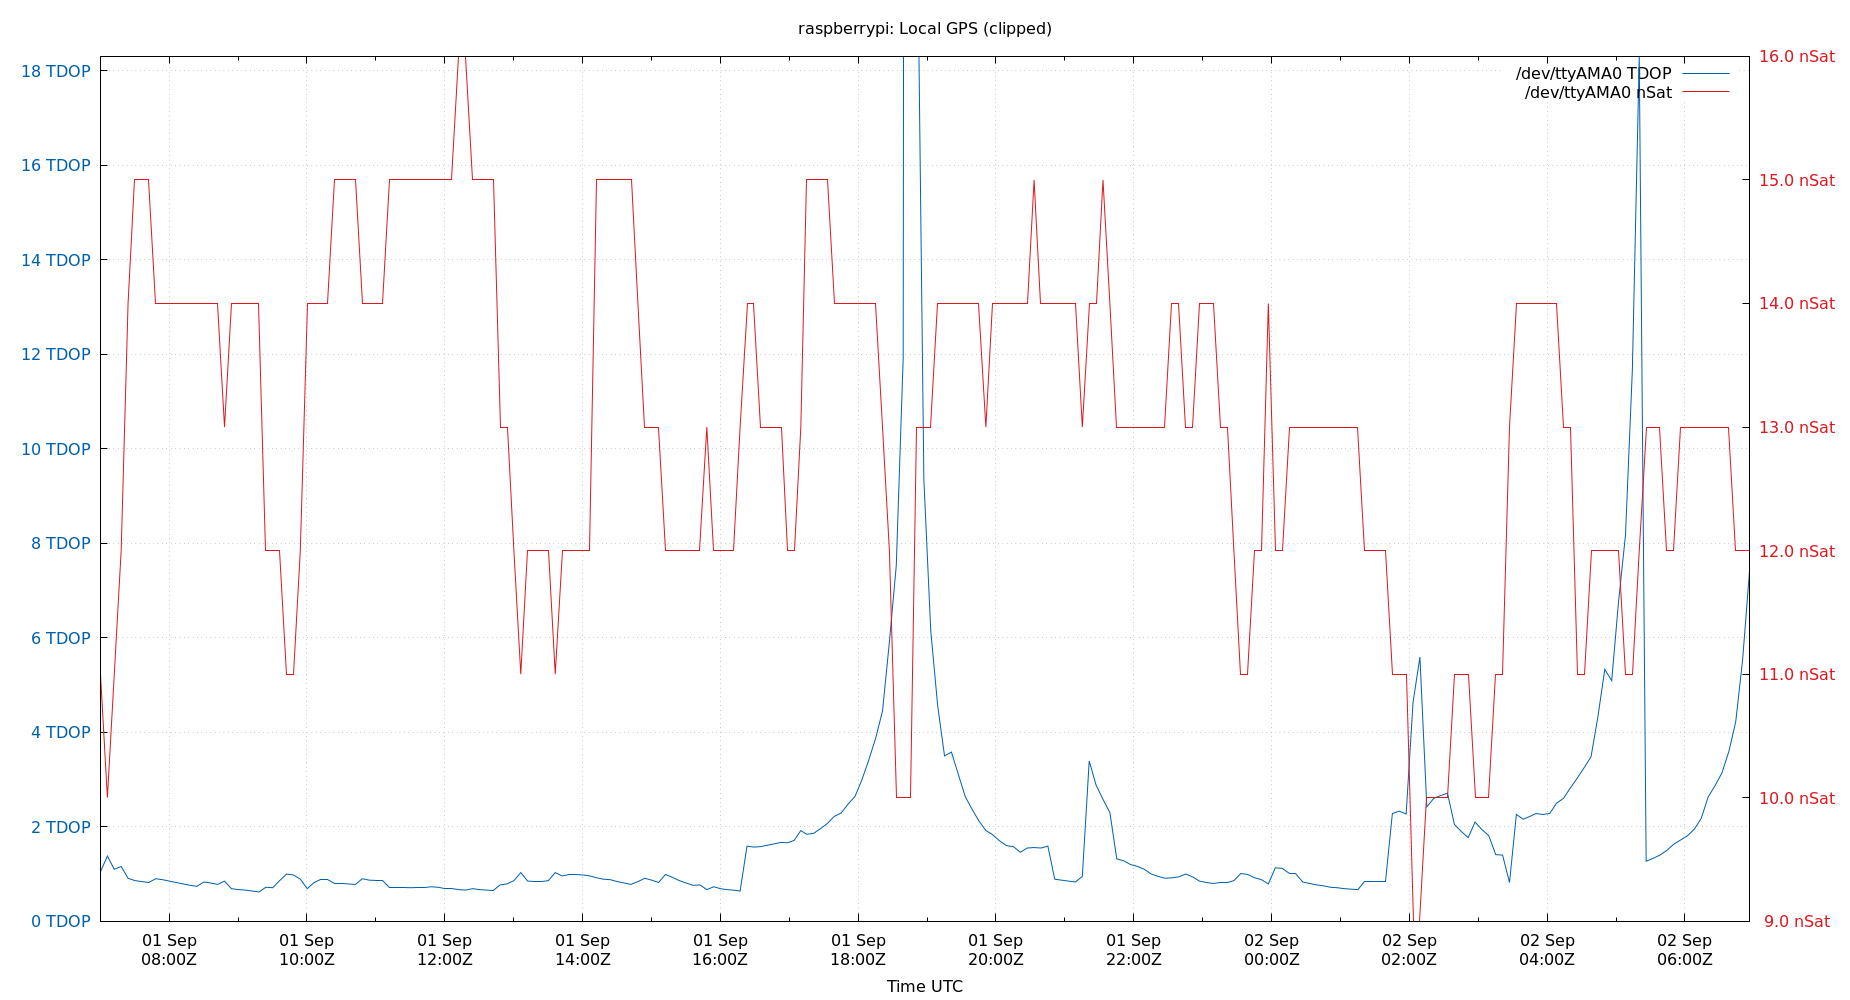 raspberrypi: Local GPS (clipped)
/dev/ttyAMA0 TDOP
/dev/ttyAMA0 nSat
18 TDOP
16 TDOP
14 TDOP
12 TDOP
10 TDOP
8 TDOP
6 TDOP
4 TDOP
2 TDOP
0 TDOP
16.0 nSat
15.0 nSat
14.0 nSat
13.0 nSat
12.0 nSat
11.0 nSat
10.0 nSat
9.0 nSat
01 Sep
08:00Z
01 Sep
10:00Z
01 Sep
12:00Z
01 Sep
14:00Z
01 Sep
16:00Z
01 Sep
18:00Z
01 Sep
20:00Z
01 Sep
22:00Z
02 Sep
00:00Z
02 Sep
02:00Z
02 Sep
04:00Z
02 Sep
06:00Z
Time UTC